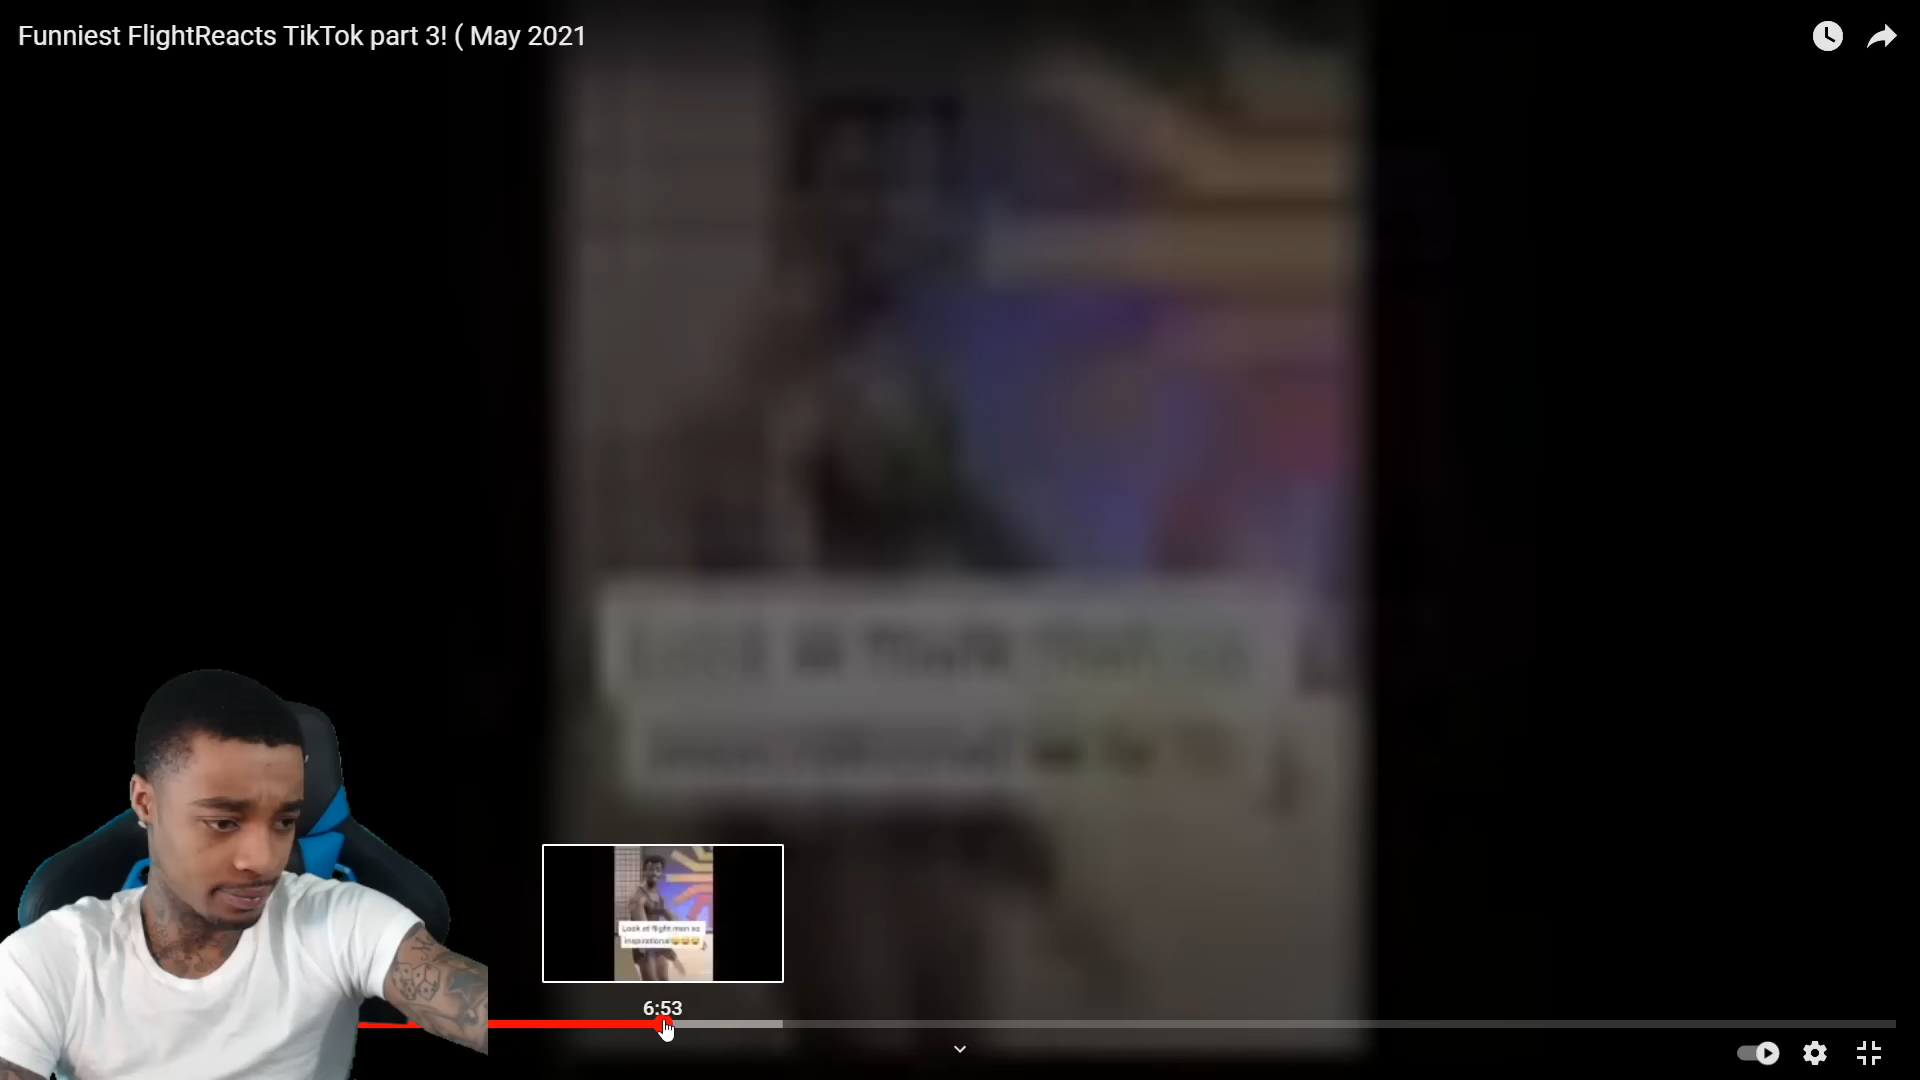 Funniest FlightReacts TikTok part 3! ( May 2021
Look at flight man so
inspirational😂😂😂
6:53